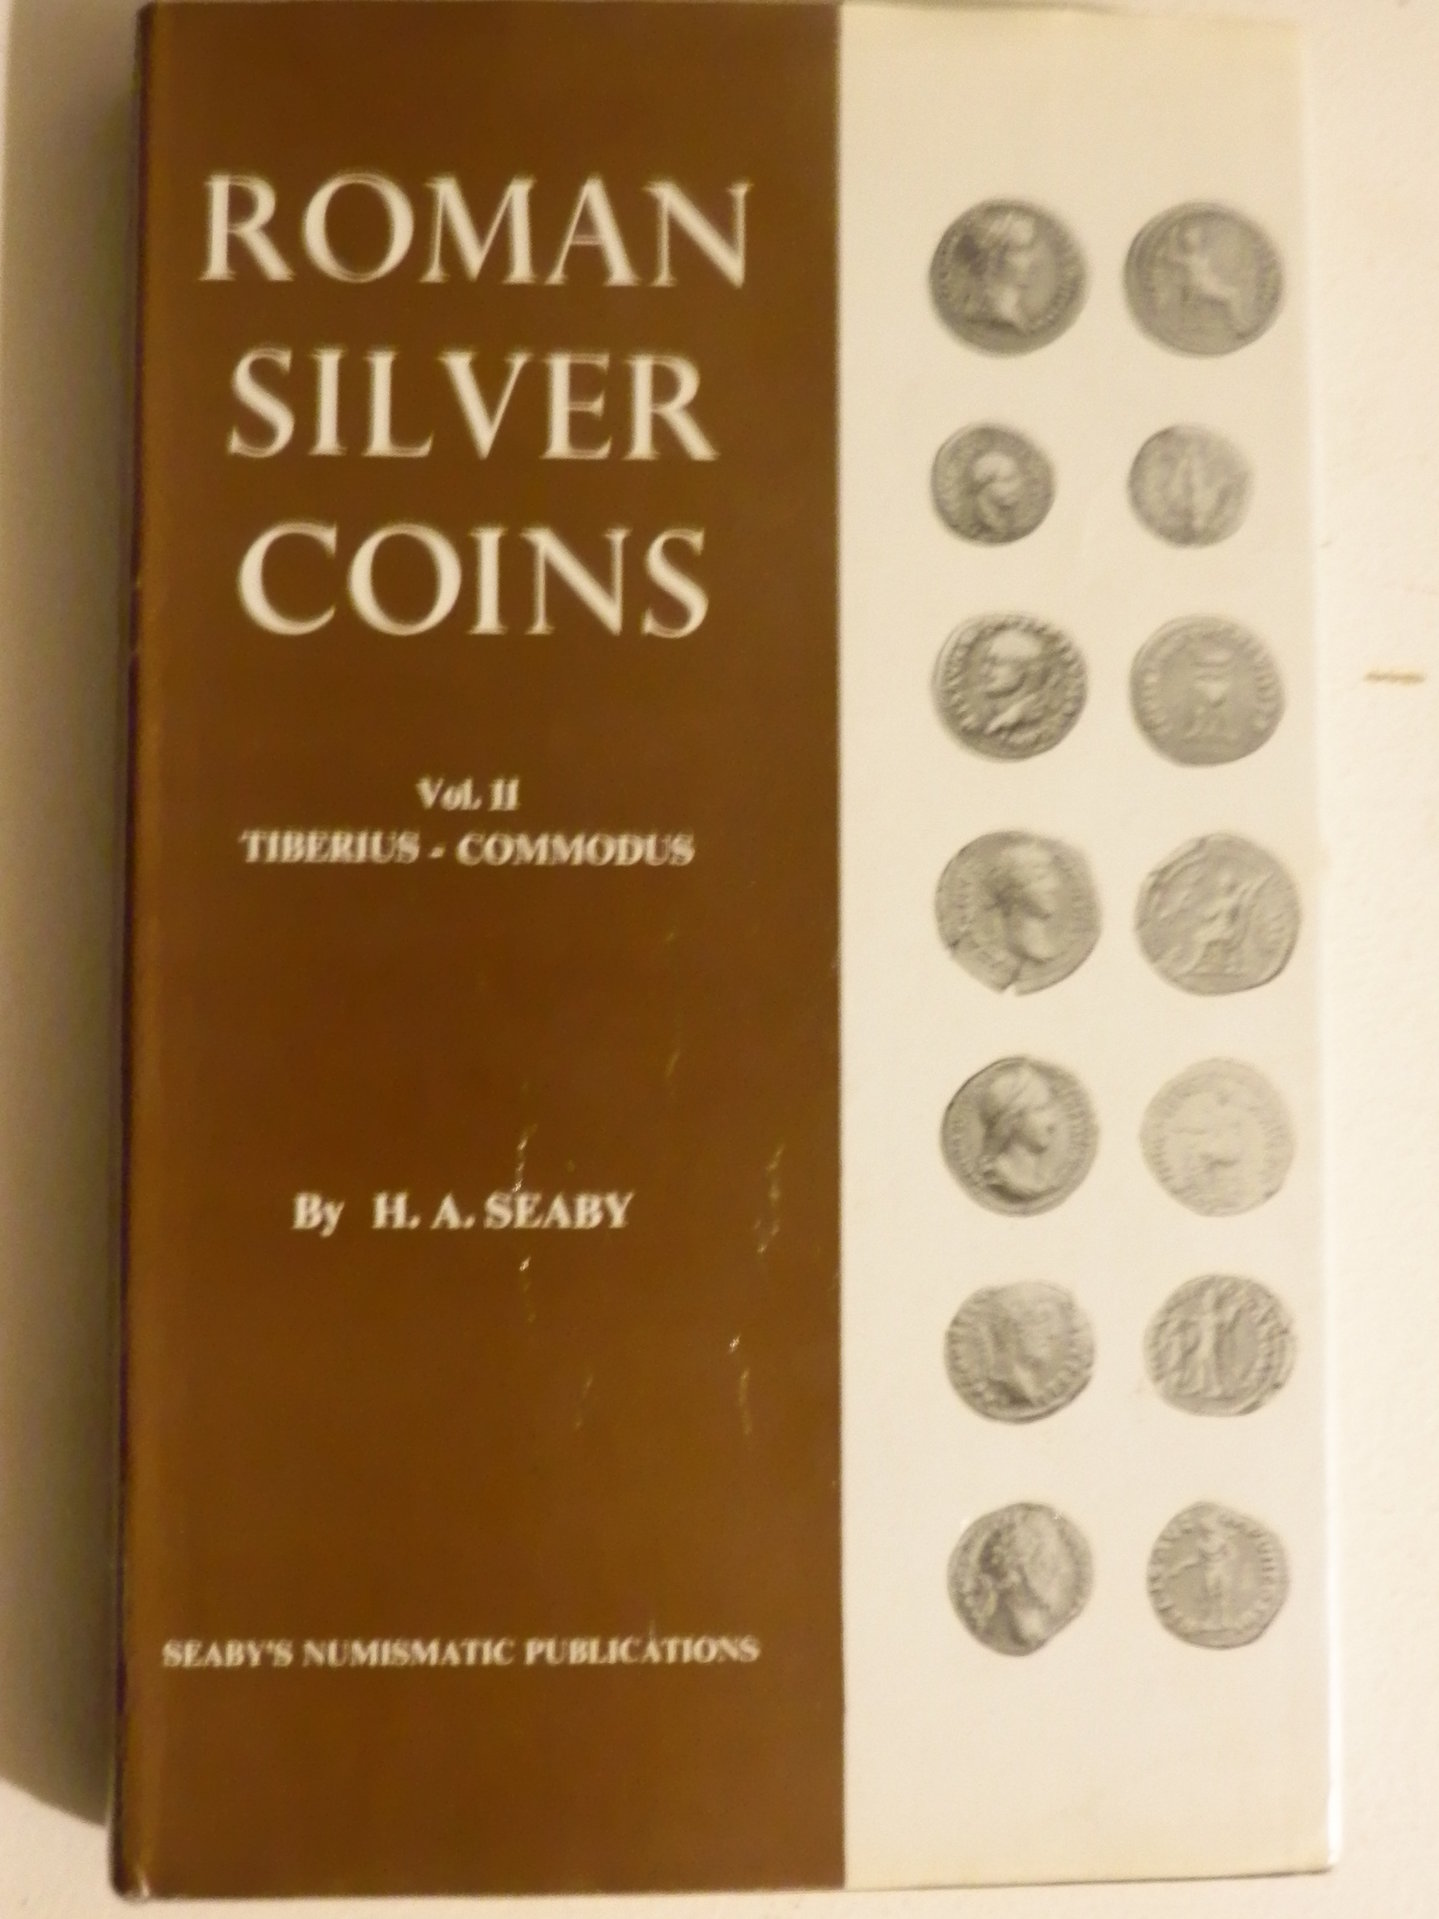 ROMAN
SILVER
COINS
Vol. II
TIBERIUS - COMMODUS
By H. A. SEABY
SEABY'S NUMISMATIC PUBLICATIONS